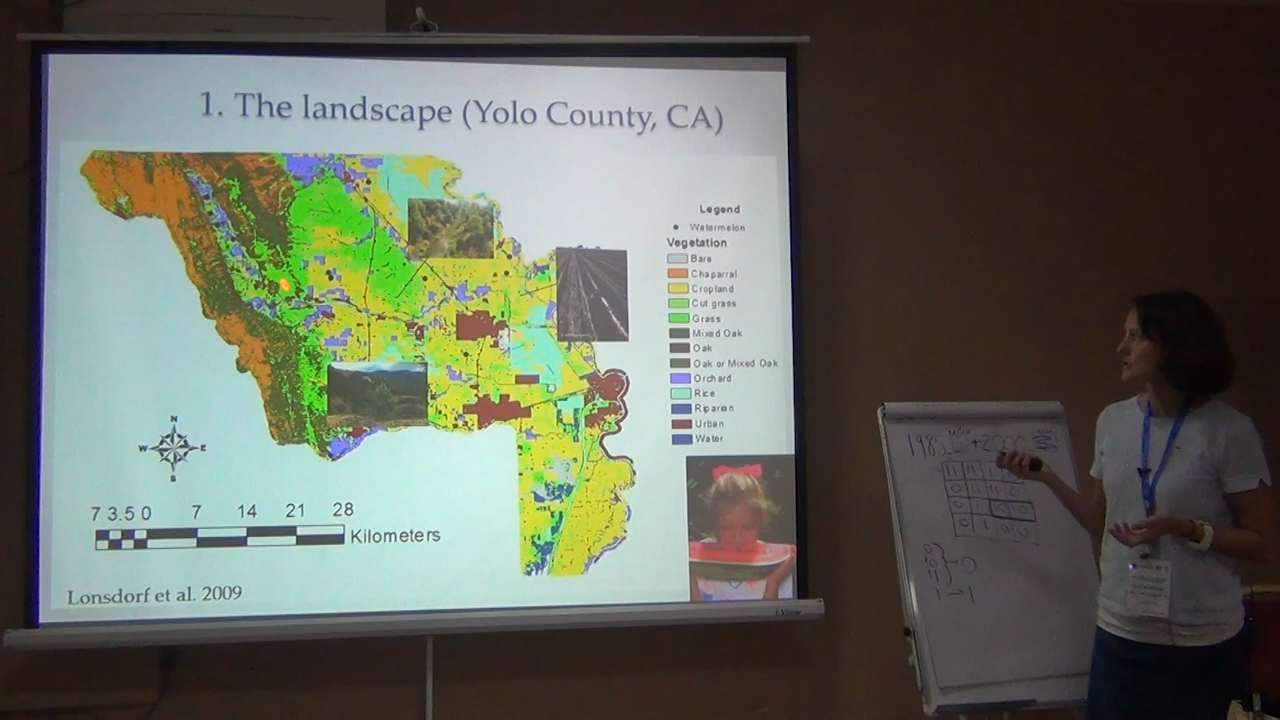 1. The landscape (Yolo County, CA)
Legend
Watermelon
Vegetation
Bare
Chaparral
Cropland
Cut grass
Grass
Mixed Oak
Oak
Oak or Mixed Oak
Orchard
Rice
Riparian
Urban
Water
N
W E
S
7 3.5 0 7 14 21 28
Kilometers
Lonsdorf et al. 2009
1985